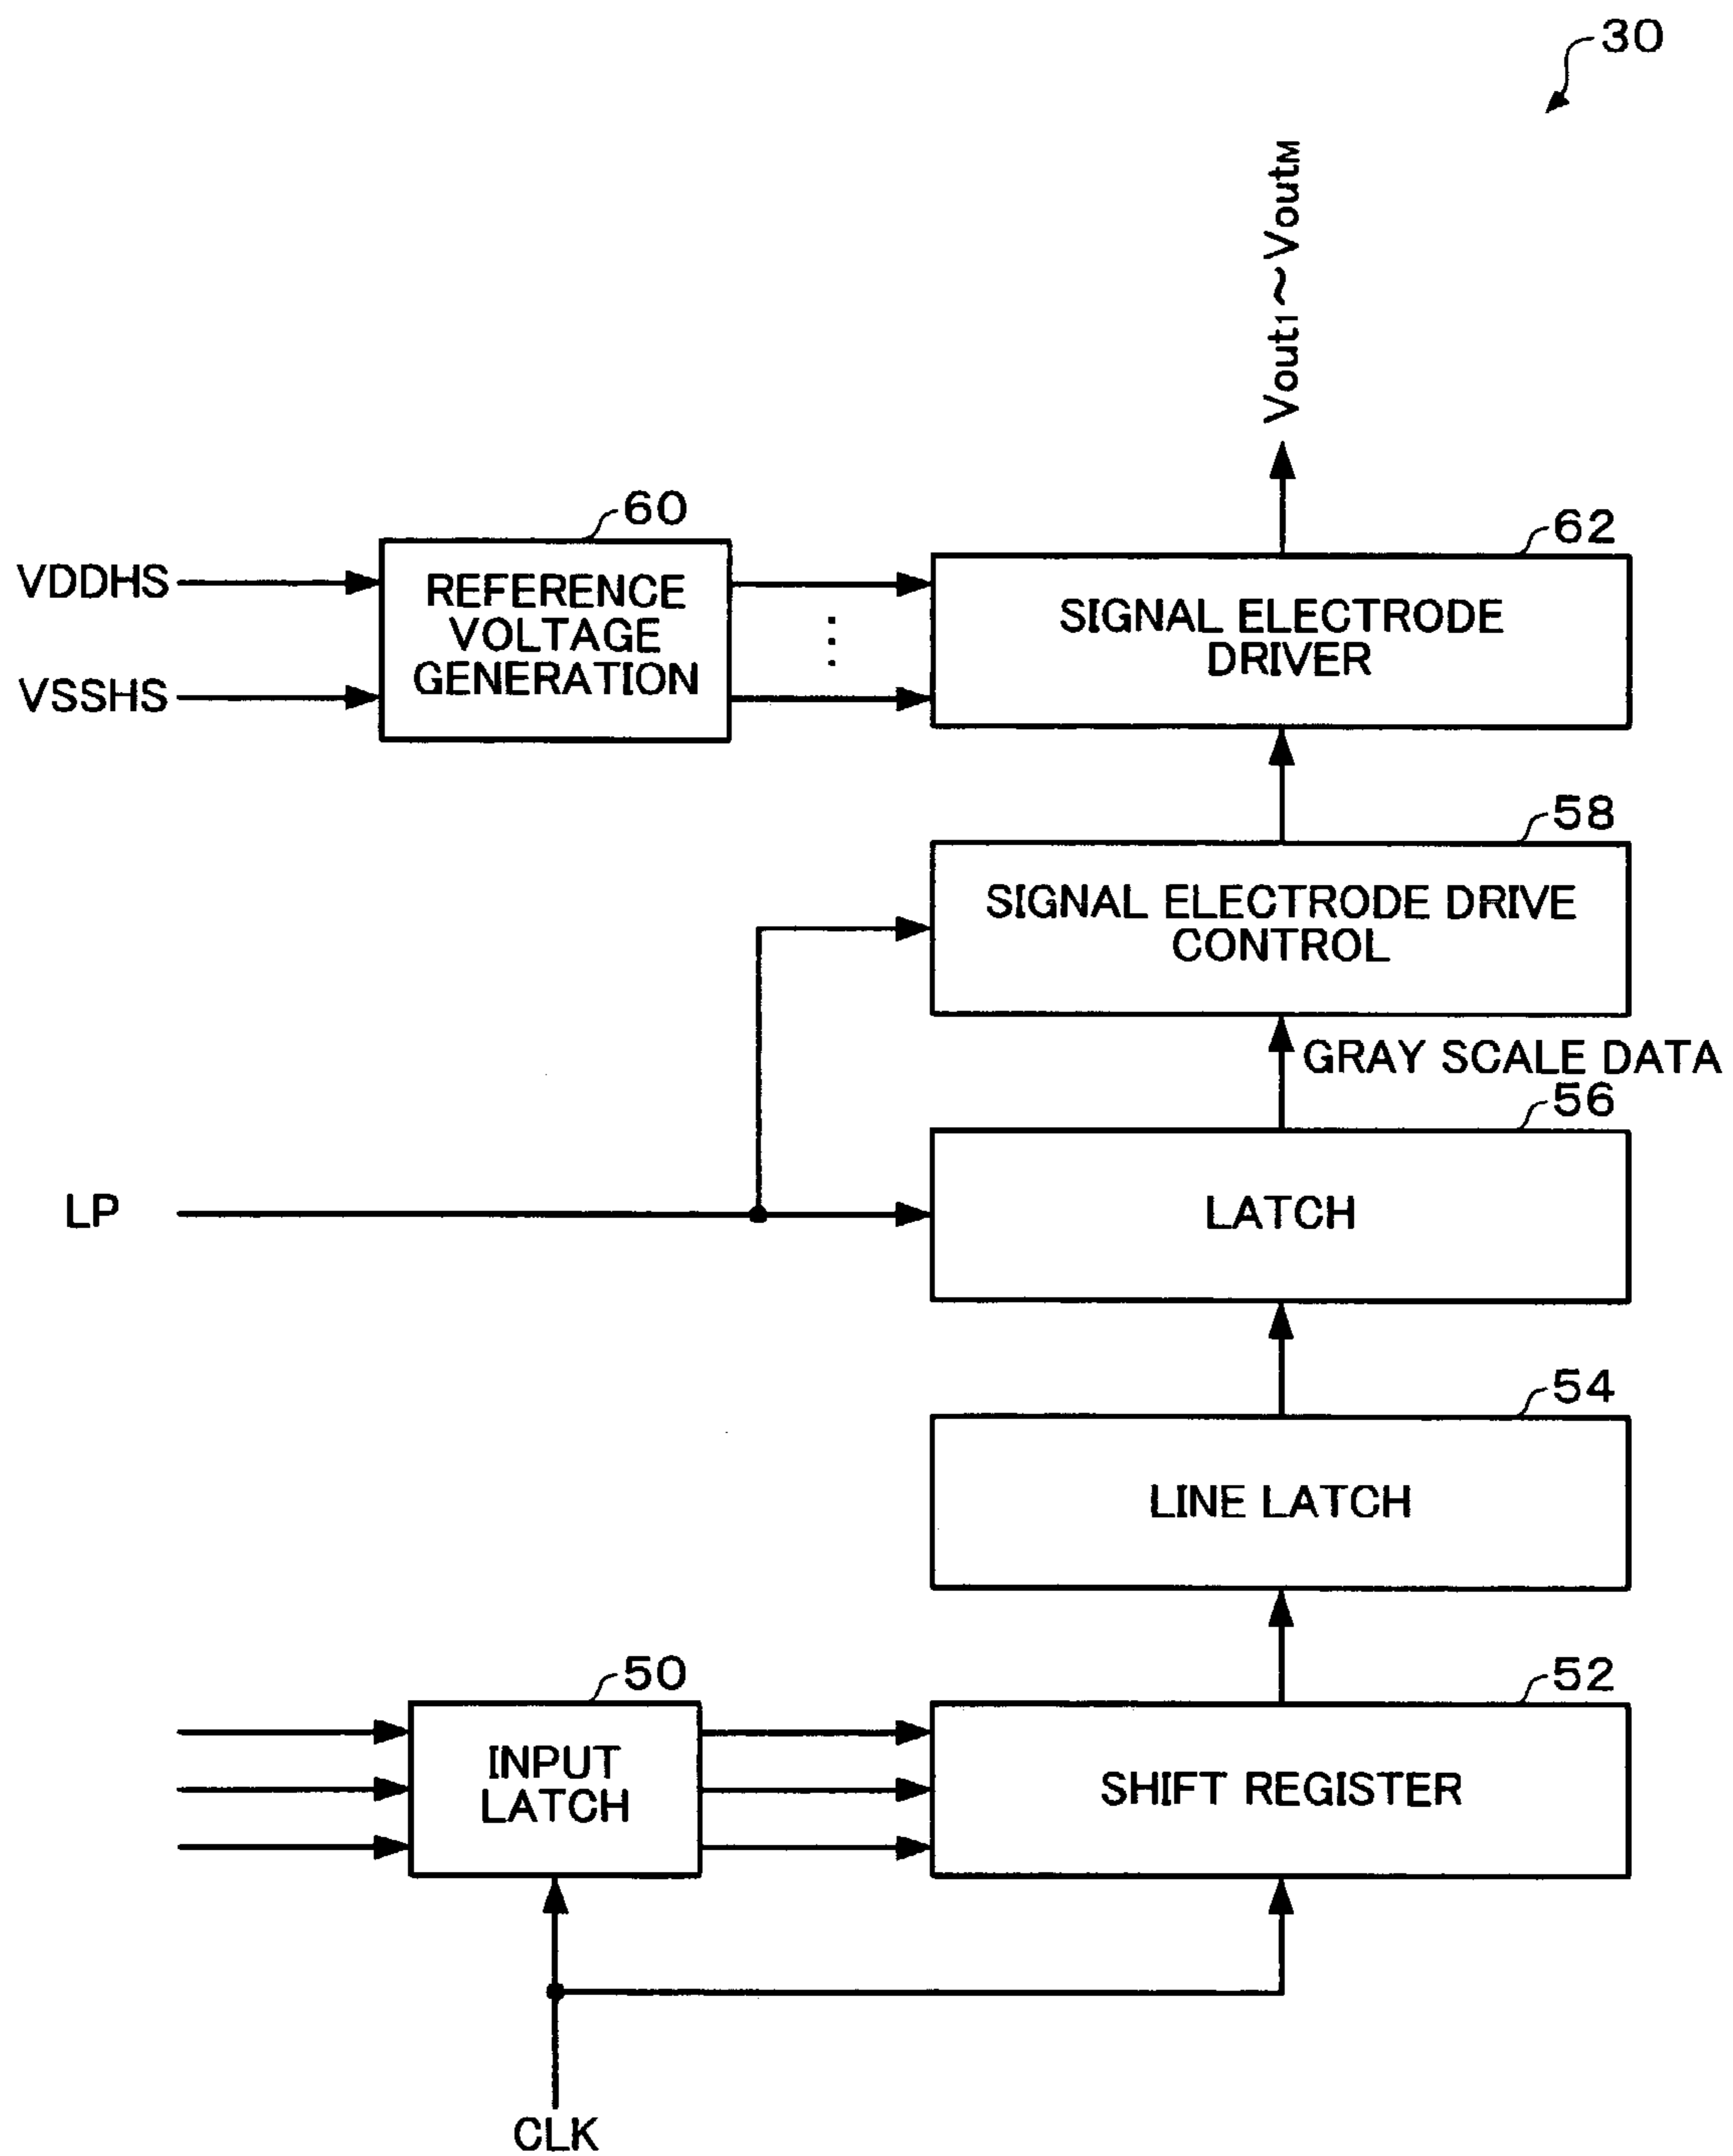 30
Vout1~VoutM
60
62
VDDHS
REFERENCE
VOLTAGE
GENERATION
SIGNAL ELECTRODE
DRIVER
VSSHS
58
SIGNAL ELECTRODE DRIVE
CONTROL
GRAY SCALE DATA
56
LP
LATCH
54
LINE LATCH
50
52
INPUT
LATCH
SHIFT REGISTER
CLK